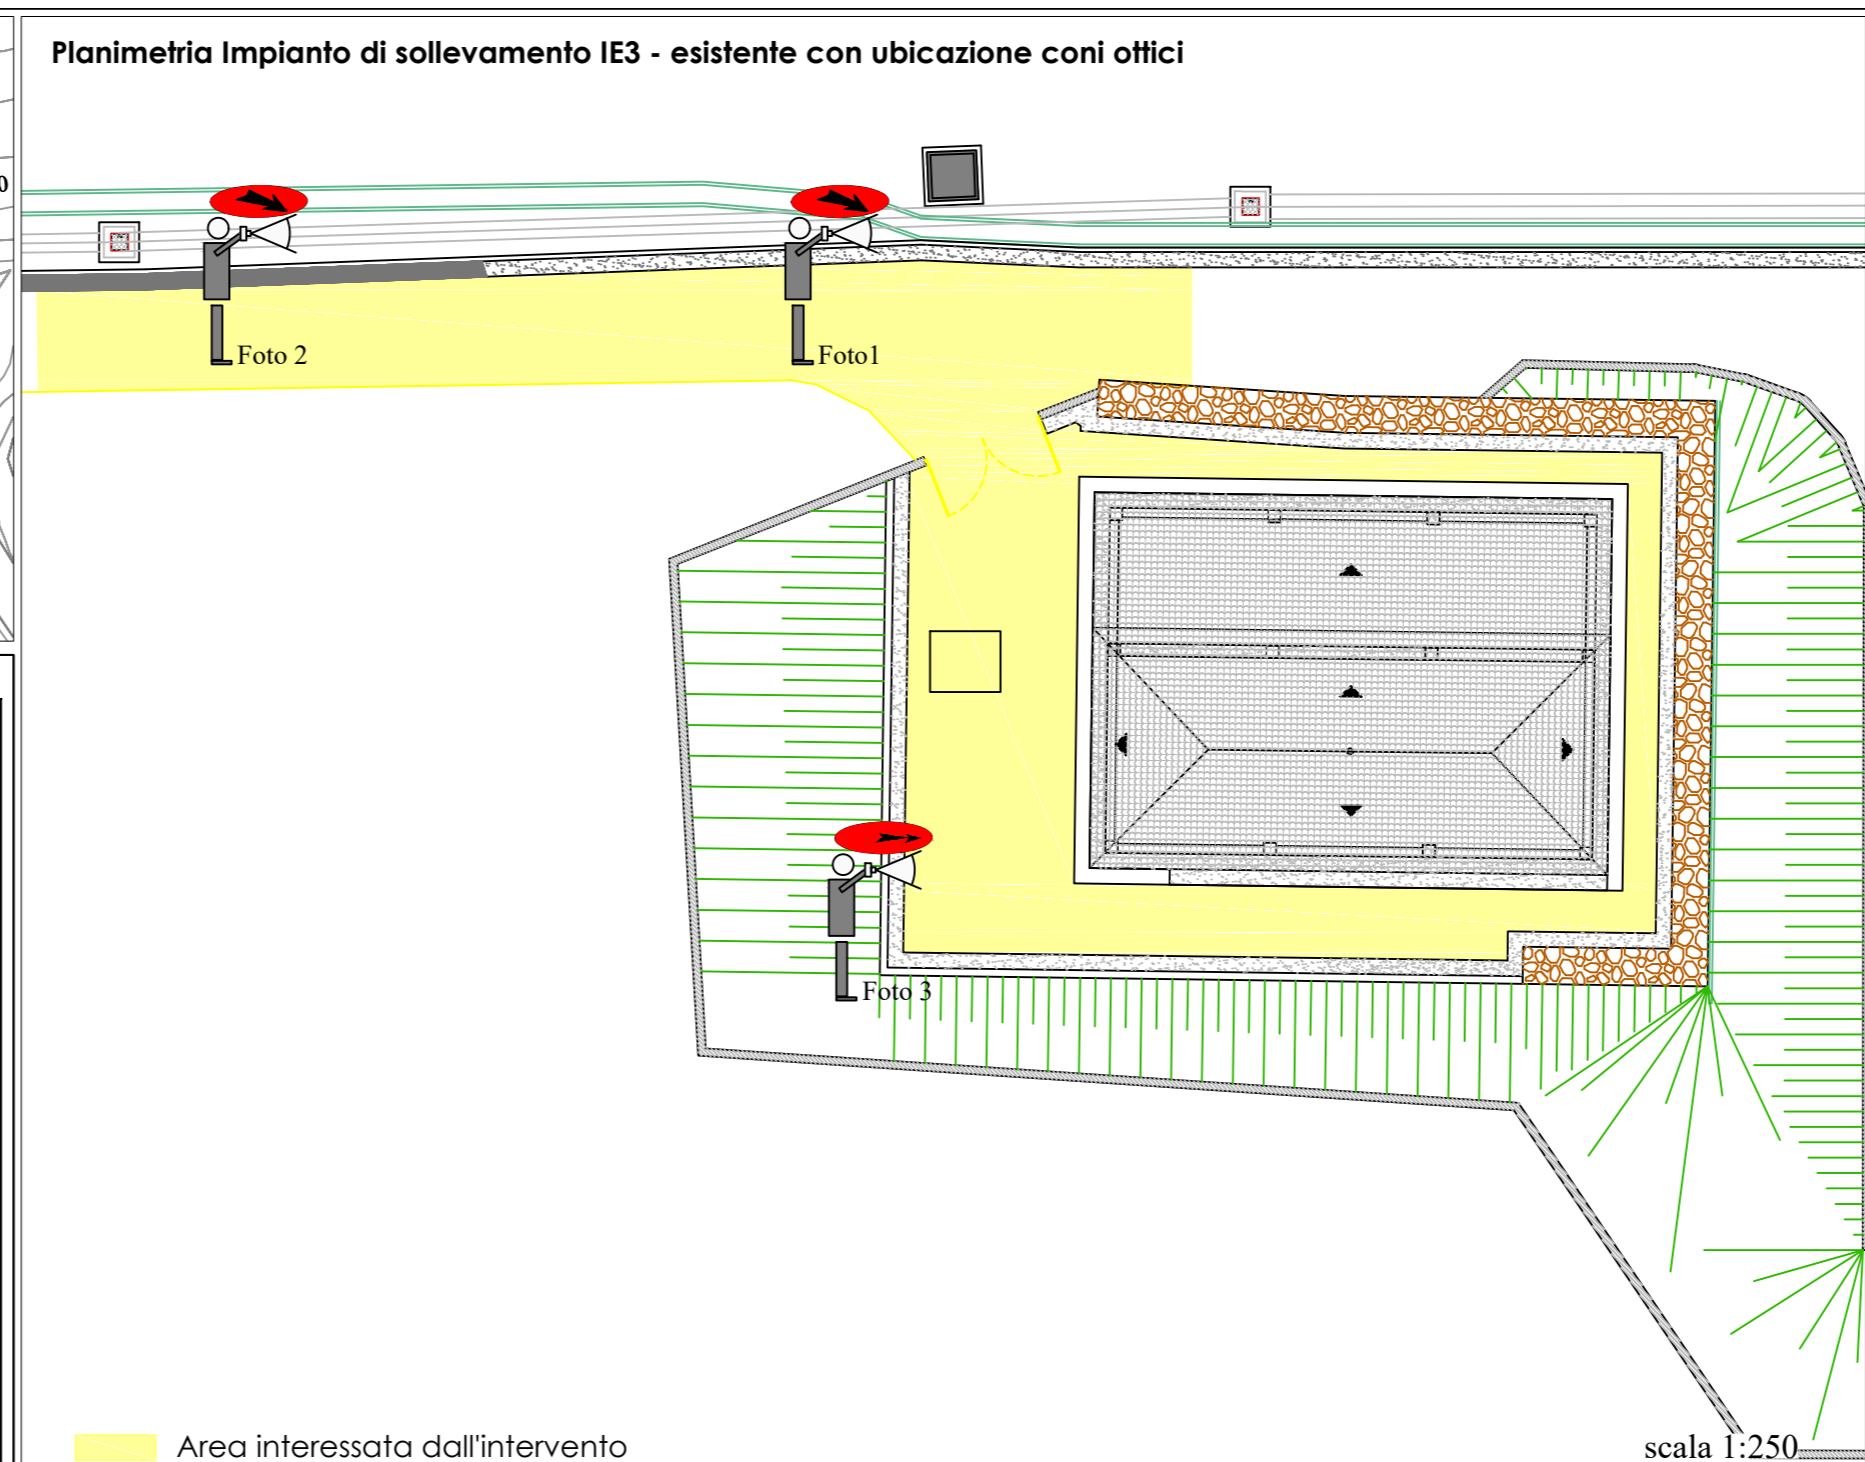 Planimetria Impianto di sollevamento IE3 - esistente con ubicazione coni ottici
0
Foto 2
Foto1
Foto 3
Area interessata dall'intervento
scala 1:250